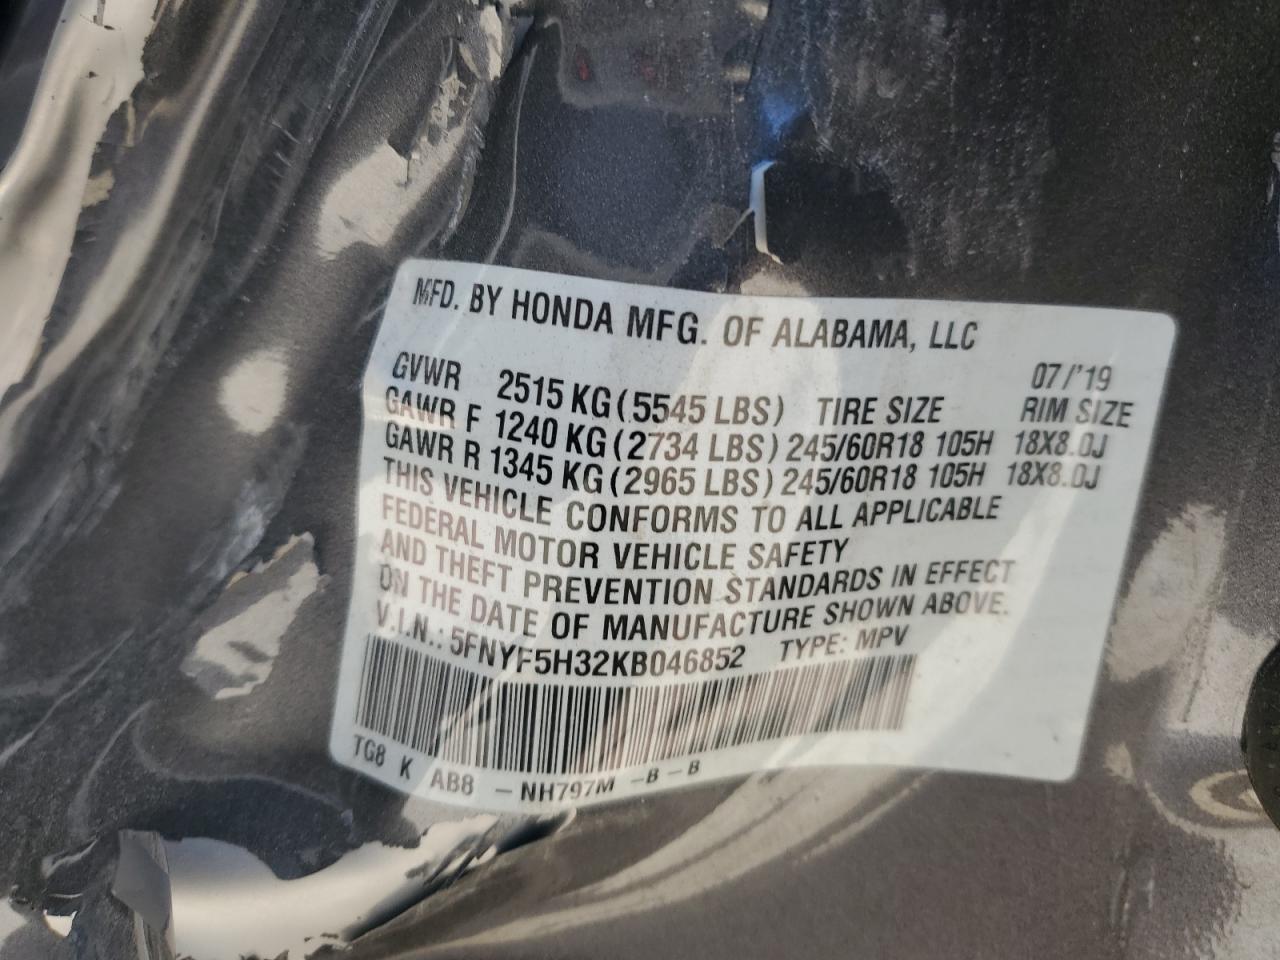 MFD. BY HONDA MFG. OF ALABAMA, LLC
07/'19
GVWR 2515 KG (5545 LBS) TIRE SIZE RIM SIZE
GAWR F 1240 KG (2734 LBS) 245/60R18 105H 18X8.0J
GAWR R 1345 KG (2965 LBS) 245/60R18 105H 18X8.0J
THIS VEHICLE CONFORMS TO ALL APPLICABLE
FEDERAL MOTOR VEHICLE SAFETY
AND THEFT PREVENTION STANDARDS IN EFFECT
ON THE DATE OF MANUFACTURE SHOWN ABOVE.
V.I.N.: 5FNYF5H32KB046852 TYPE: MPV
TG8 K AB8 – NH797M –B–B